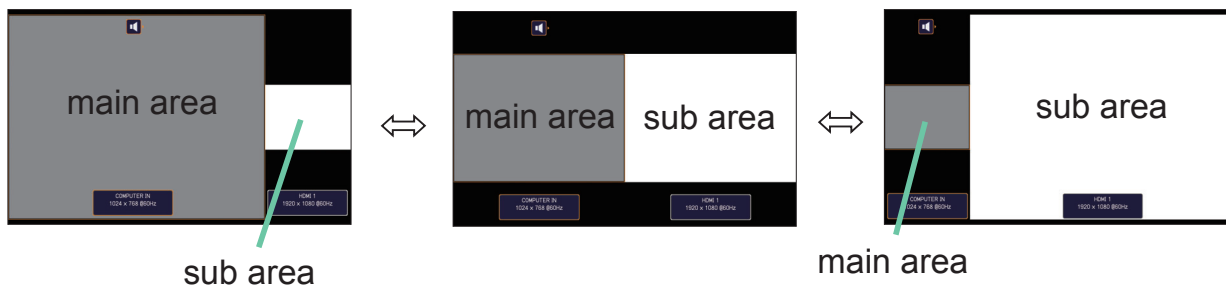 main area
COMPUTER IN
1024 x 768 @60Hz
HDMI 1
1920 x 1080 @60Hz
sub area
main area
sub area
COMPUTER IN
1024 x 768 @60Hz
HDMI 1
1920 x 1080 @60Hz
sub area
COMPUTER IN
1024 x 768 @60Hz
HDMI 1
1920 x 1080 @60Hz
main area